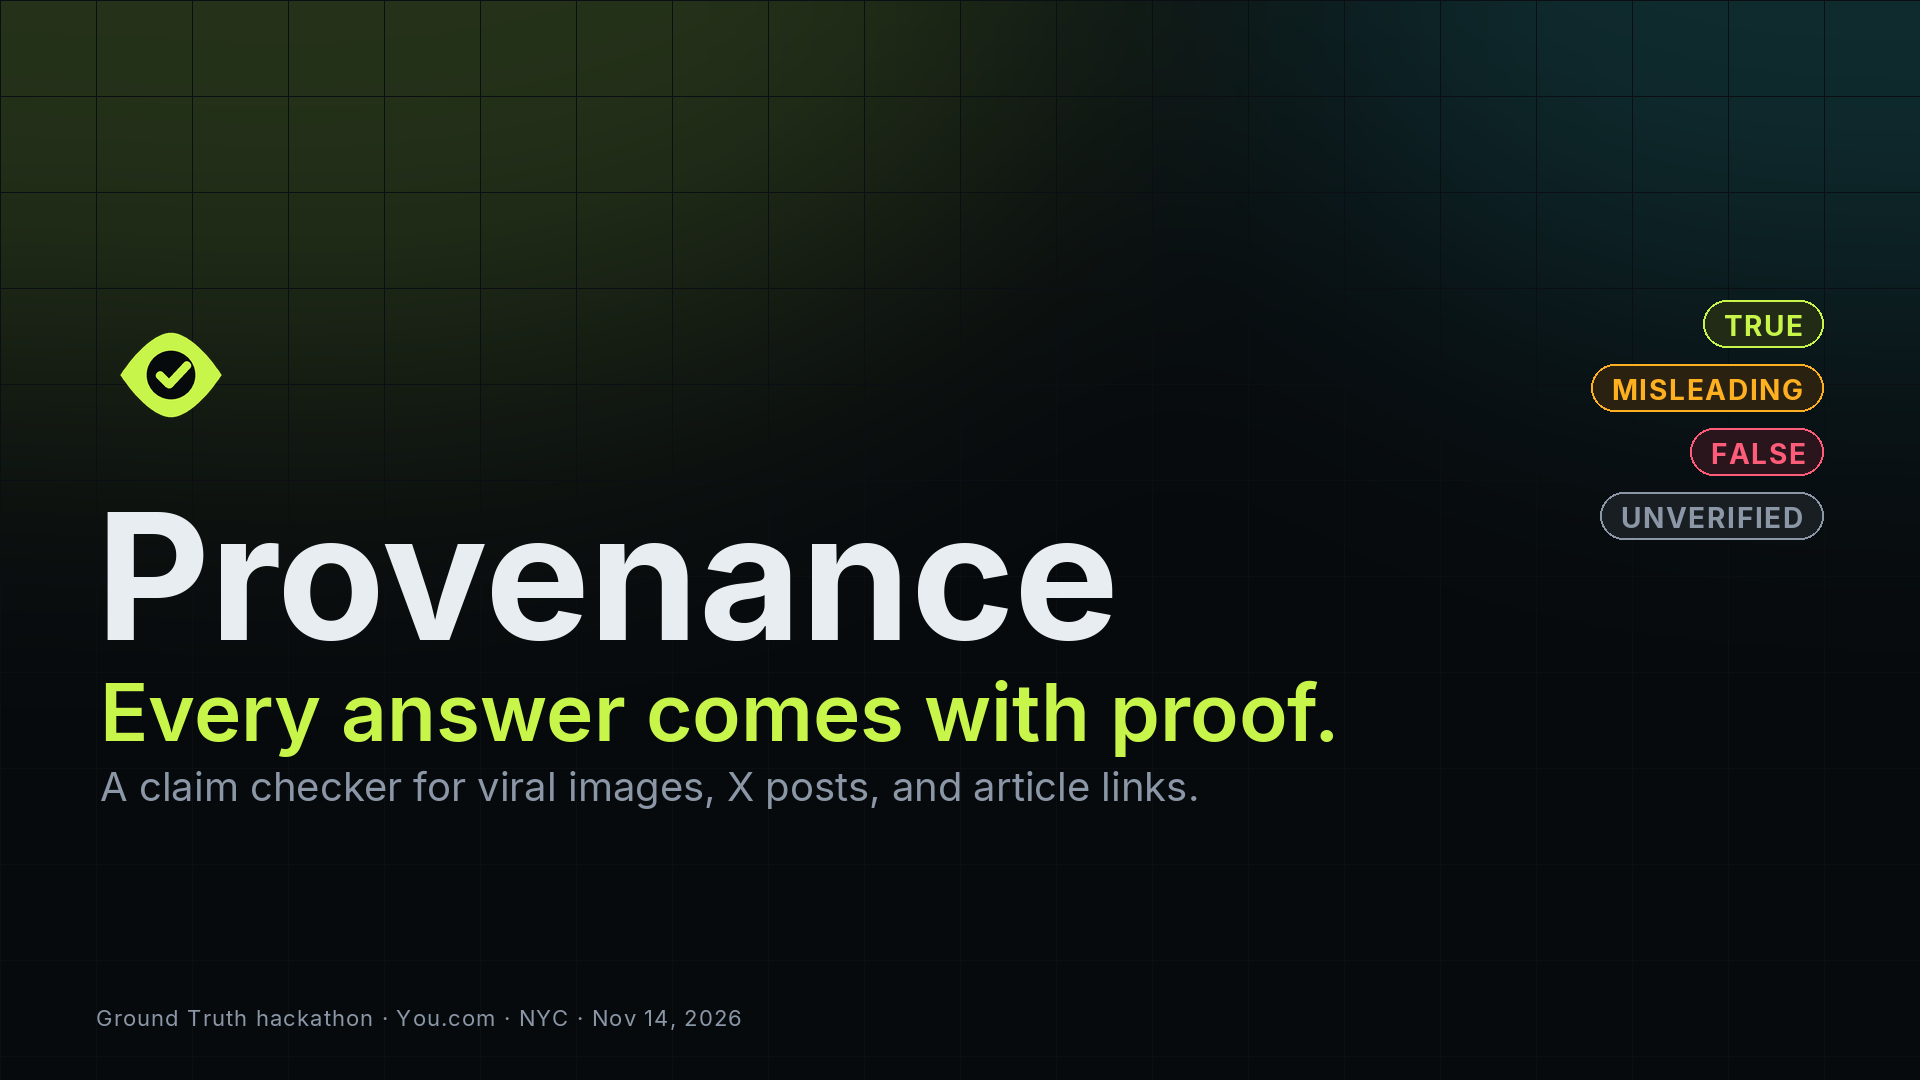 TRUE
MISLEADING
FALSE
UNVERIFIED
Provenance
Every answer comes with proof.
A claim checker for viral images, X posts, and article links.
Ground Truth hackathon · You.com · NYC · Nov 14, 2026